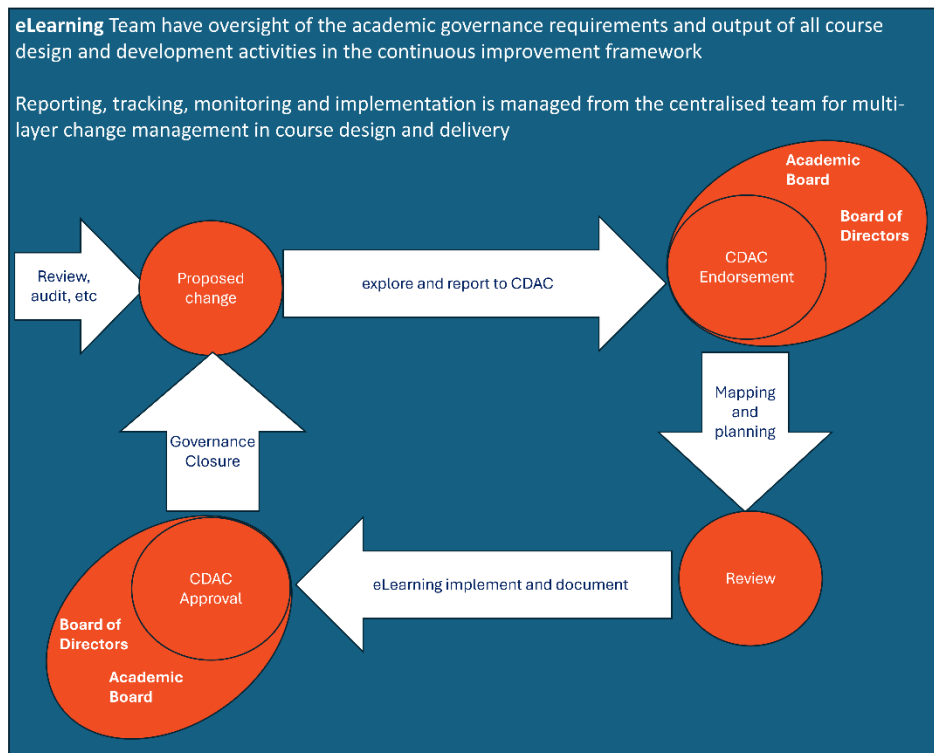 eLearning Team have oversight of the academic governance requirements and output of all course
design and development activities in the continuous improvement framework
Reporting, tracking, monitoring and implementation is managed from the centralised team for multi-
layer change management in course design and delivery
Academic
Board
Board of
Directors
CDAC
Endorsement
Review,
audit, etc
Proposed
change
explore and report to CDAC
Mapping
and
planning
Governance
Closure
CDAC
Approval
eLearning implement and document
Review
Board of
Directors
Academic
Board